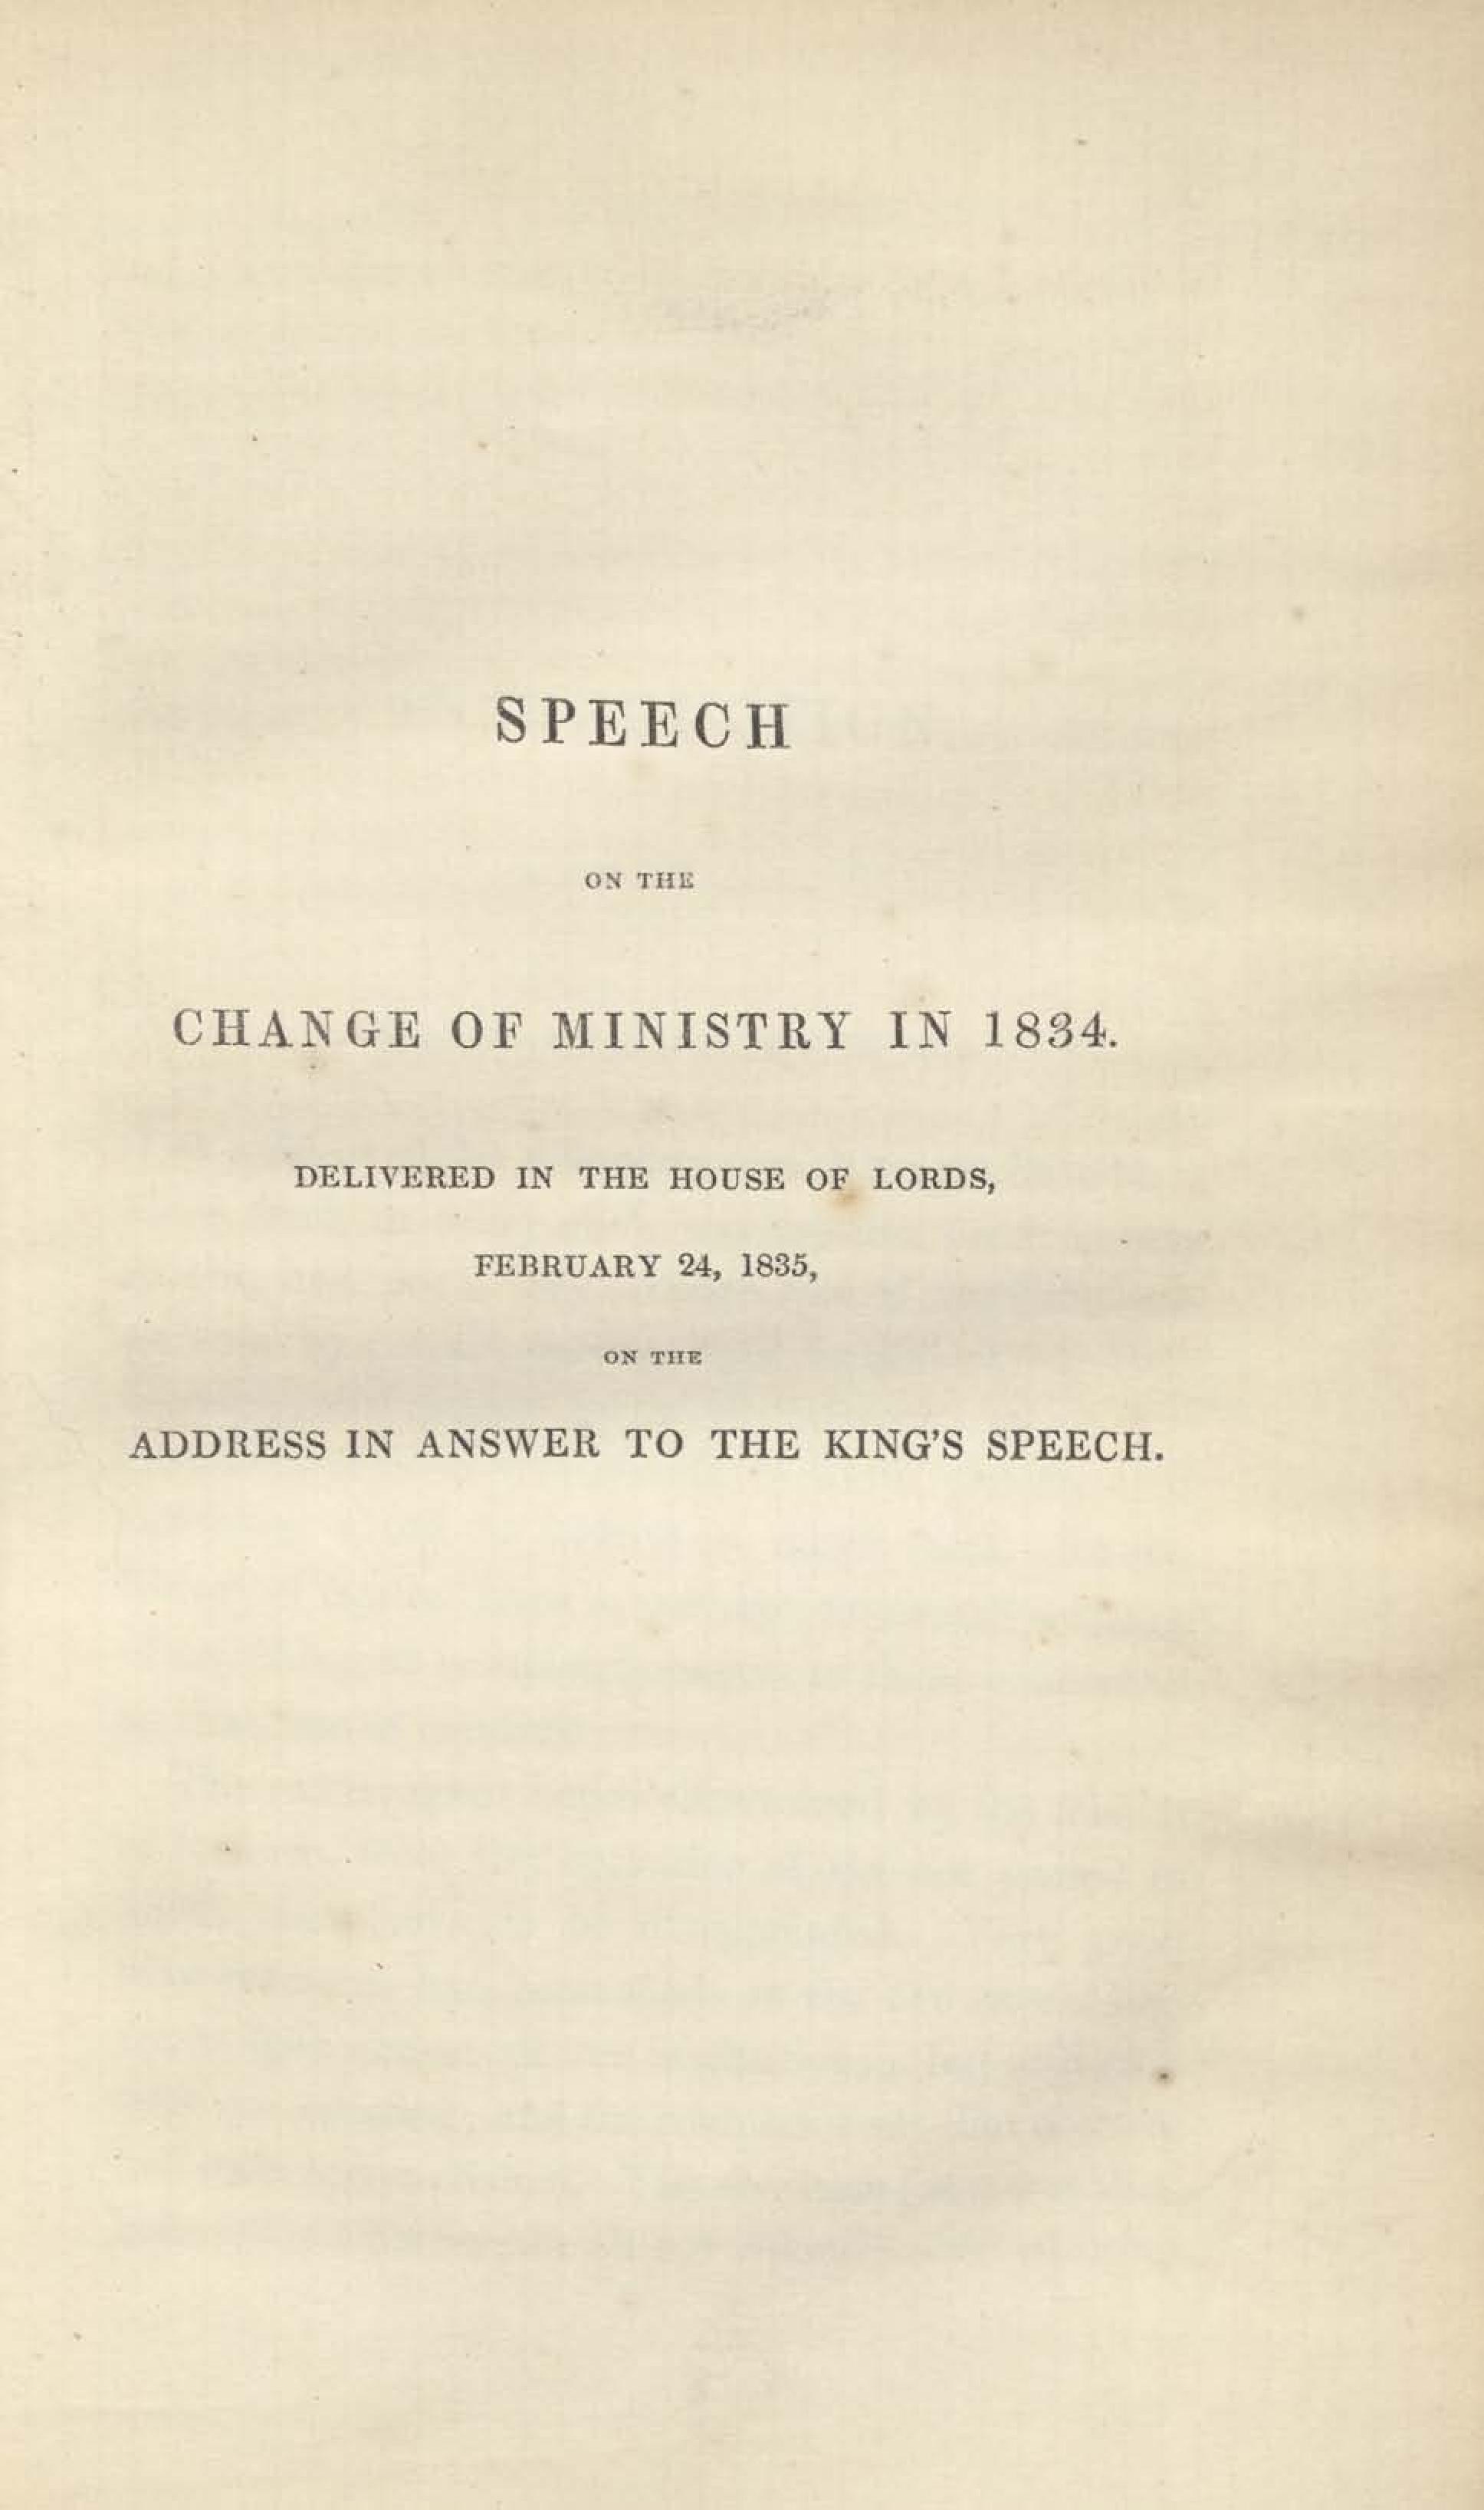 SPEECH
ON THE
CHANGE OF MINISTRY IN 1834.
DELIVERED IN THE HOUSE OF LORDS,
FEBRUARY 24, 1835,
ON THE
ADDRESS IN ANSWER TO THE KING'S SPEECH.